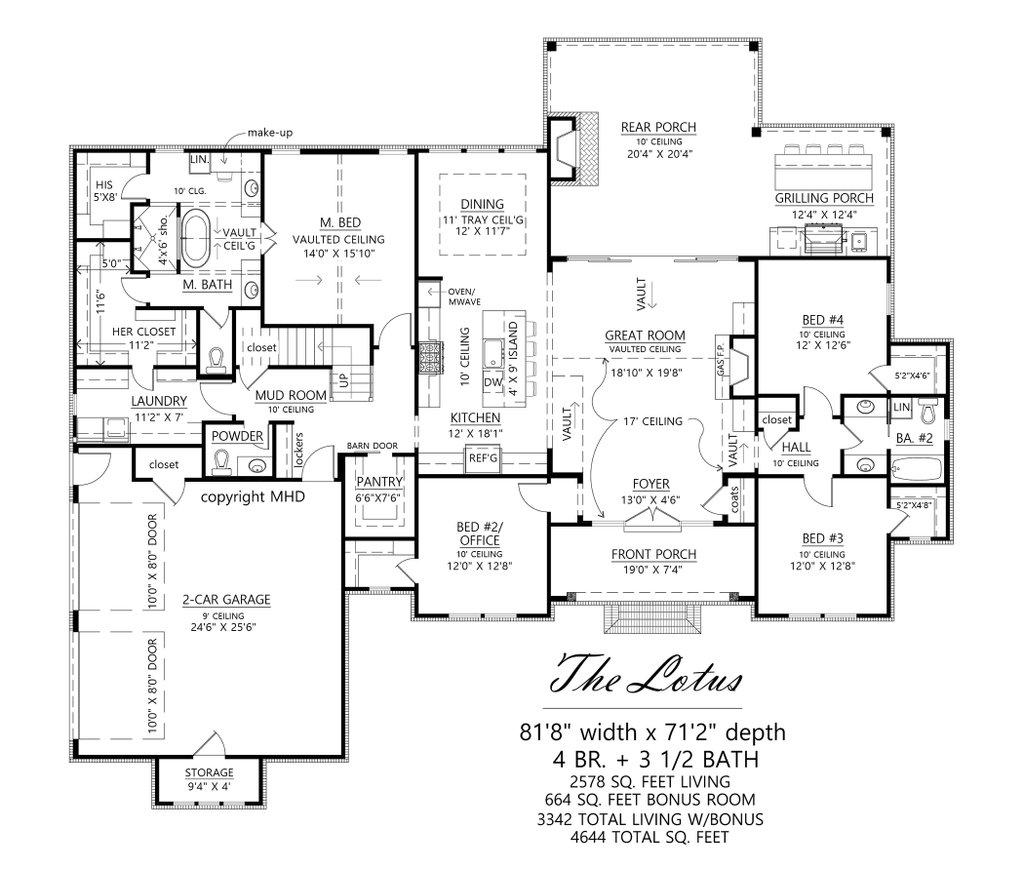 make-up
LIN.
HIS
5'X8'
10' CLG.
4'x6' sho.
VAULT
CEIL'G
M. BED
VAULTED CEILING
14'0" X 15'10"
DINING
11' TRAY CEIL'G
12' X 11'7"
REAR PORCH
10' CEILING
20'4" X 20'4"
GRILLING PORCH
12'4" X 12'4"
5'0"
11'6"
M. BATH
HER CLOSET
11'2"
closet
UP
OVEN/
MWAVE
10' CEILING
4' X 9' ISLAND
DW
KITCHEN
12' X 18'1"
REF'G
VAULT
GREAT ROOM
VAULTED CEILING
18'10" X 19'8"
GAS F.P.
17' CEILING
VAULT
VAULT
BED #4
10' CEILING
12' X 12'6"
5'2"X4'6"
LIN
BA. #2
closet
HALL
10' CEILING
LAUNDRY
11'2" X 7'
MUD ROOM
10' CEILING
POWDER
lockers
BARN DOOR
PANTRY
6'6"X7'6"
closet
copyright MHD
FOYER
13'0" X 4'6"
coats
5'2"X4'8"
BED #2/
OFFICE
10' CEILING
12'0" X 12'8"
FRONT PORCH
19'0" X 7'4"
BED #3
10' CEILING
12'0" X 12'8"
10'0" X 8'0" DOOR
2-CAR GARAGE
9' CEILING
24'6" X 25'6"
10'0" X 8'0" DOOR
STORAGE
9'4" X 4'
The Lotus
81'8" width x 71'2" depth
4 BR. + 3 1/2 BATH
2578 SQ. FEET LIVING
664 SQ. FEET BONUS ROOM
3342 TOTAL LIVING W/BONUS
4644 TOTAL SQ. FEET